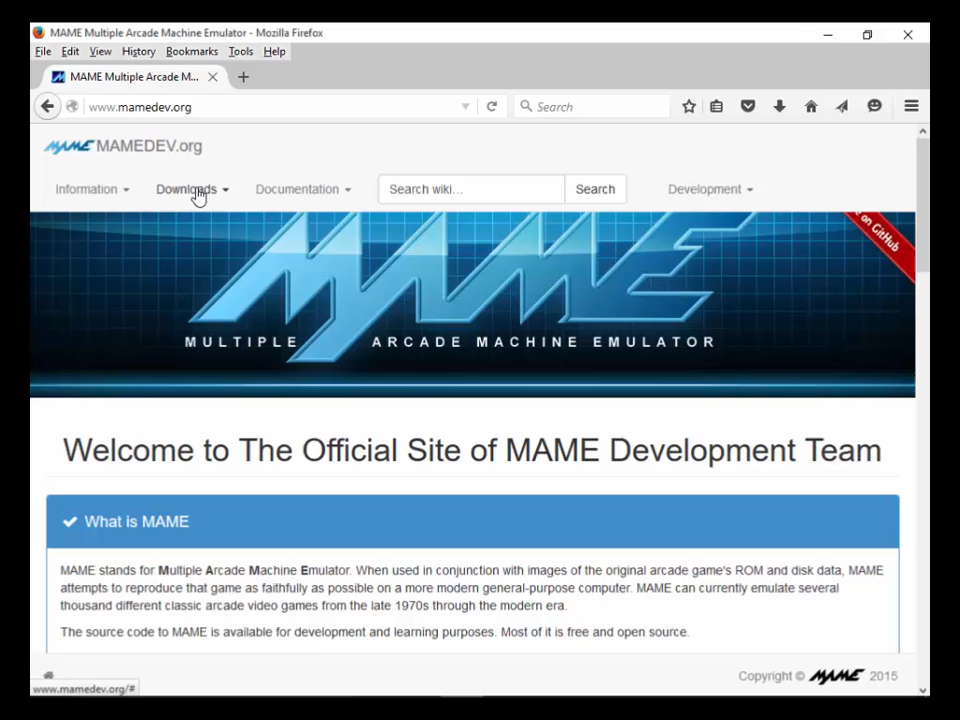 MAME Multiple Arcade Machine Emulator - Mozilla Firefox
File Edit View History Bookmarks Tools Help
MAME Multiple Arcade M...
www.mamedev.org Search
MAME MAMEDEV.org
Information Downloads Documentation Search wiki... Search Development
MAME
on GitHub
MULTIPLE ARCADE MACHINE EMULATOR
Welcome to The Official Site of MAME Development Team
What is MAME
MAME stands for Multiple Arcade Machine Emulator. When used in conjunction with images of the original arcade game's ROM and disk data, MAME
attempts to reproduce that game as faithfully as possible on a more modern general-purpose computer. MAME can currently emulate several
thousand different classic arcade video games from the late 1970s through the modern era.
The source code to MAME is available for development and learning purposes. Most of it is free and open source.
Copyright © MAME 2015
www.mamedev.org/#